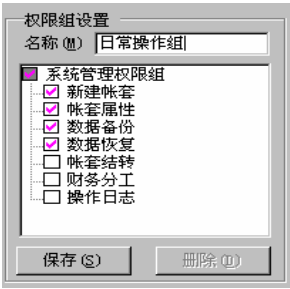 权限组设置
名称(M) 日常操作组
系统管理权限组
新建帐套
帐套属性
数据备份
数据恢复
帐套结转
财务分工
操作日志
保存(S) 删除(D)